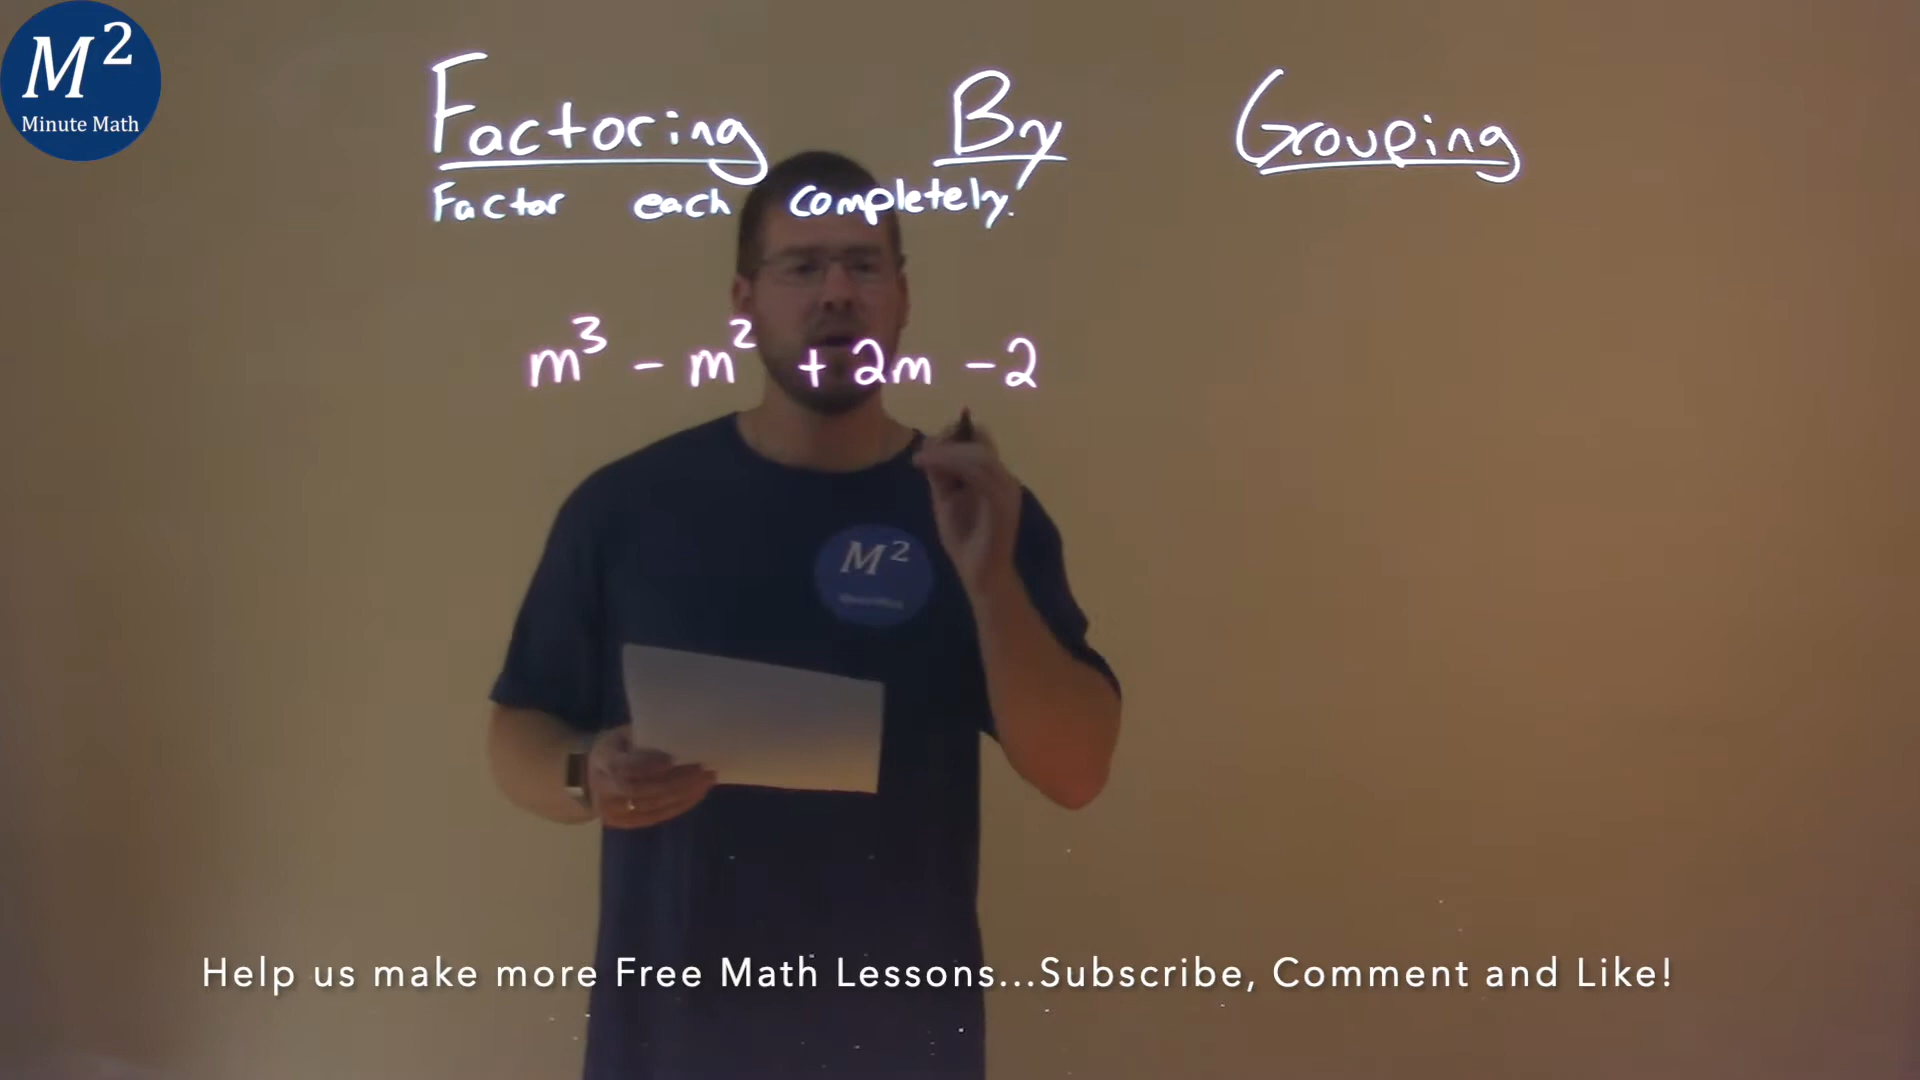 M²
Minute Math
Factoring By Grouping
Factor each completely.
m³ - m² + 2m - 2
M²
Help us make more Free Math Lessons...Subscribe, Comment and Like!